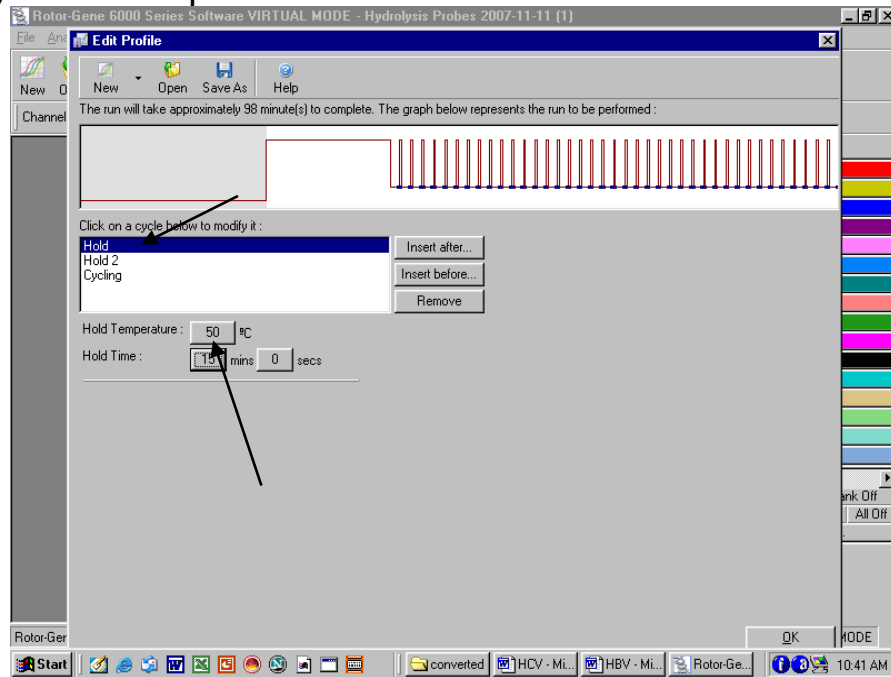 Rotor-Gene 6000 Series Software VIRTUAL MODE - Hydrolysis Probes 2007-11-11 (1)
File
Edit Profile
New
New Open Save As Help
Channel
The run will take approximately 98 minute(s) to complete. The graph below represents the run to be performed :
Click on a cycle below to modify it :
Hold
Hold 2
Cycling
Insert after...
Insert before...
Remove
Hold Temperature : 50 ºC
Hold Time : 15 mins 0 secs
ank Off
All Off
OK
Rotor-Ger
MODE
Start
converted
HCV - Mi...
HBV - Mi...
Rotor-Ge...
10:41 AM